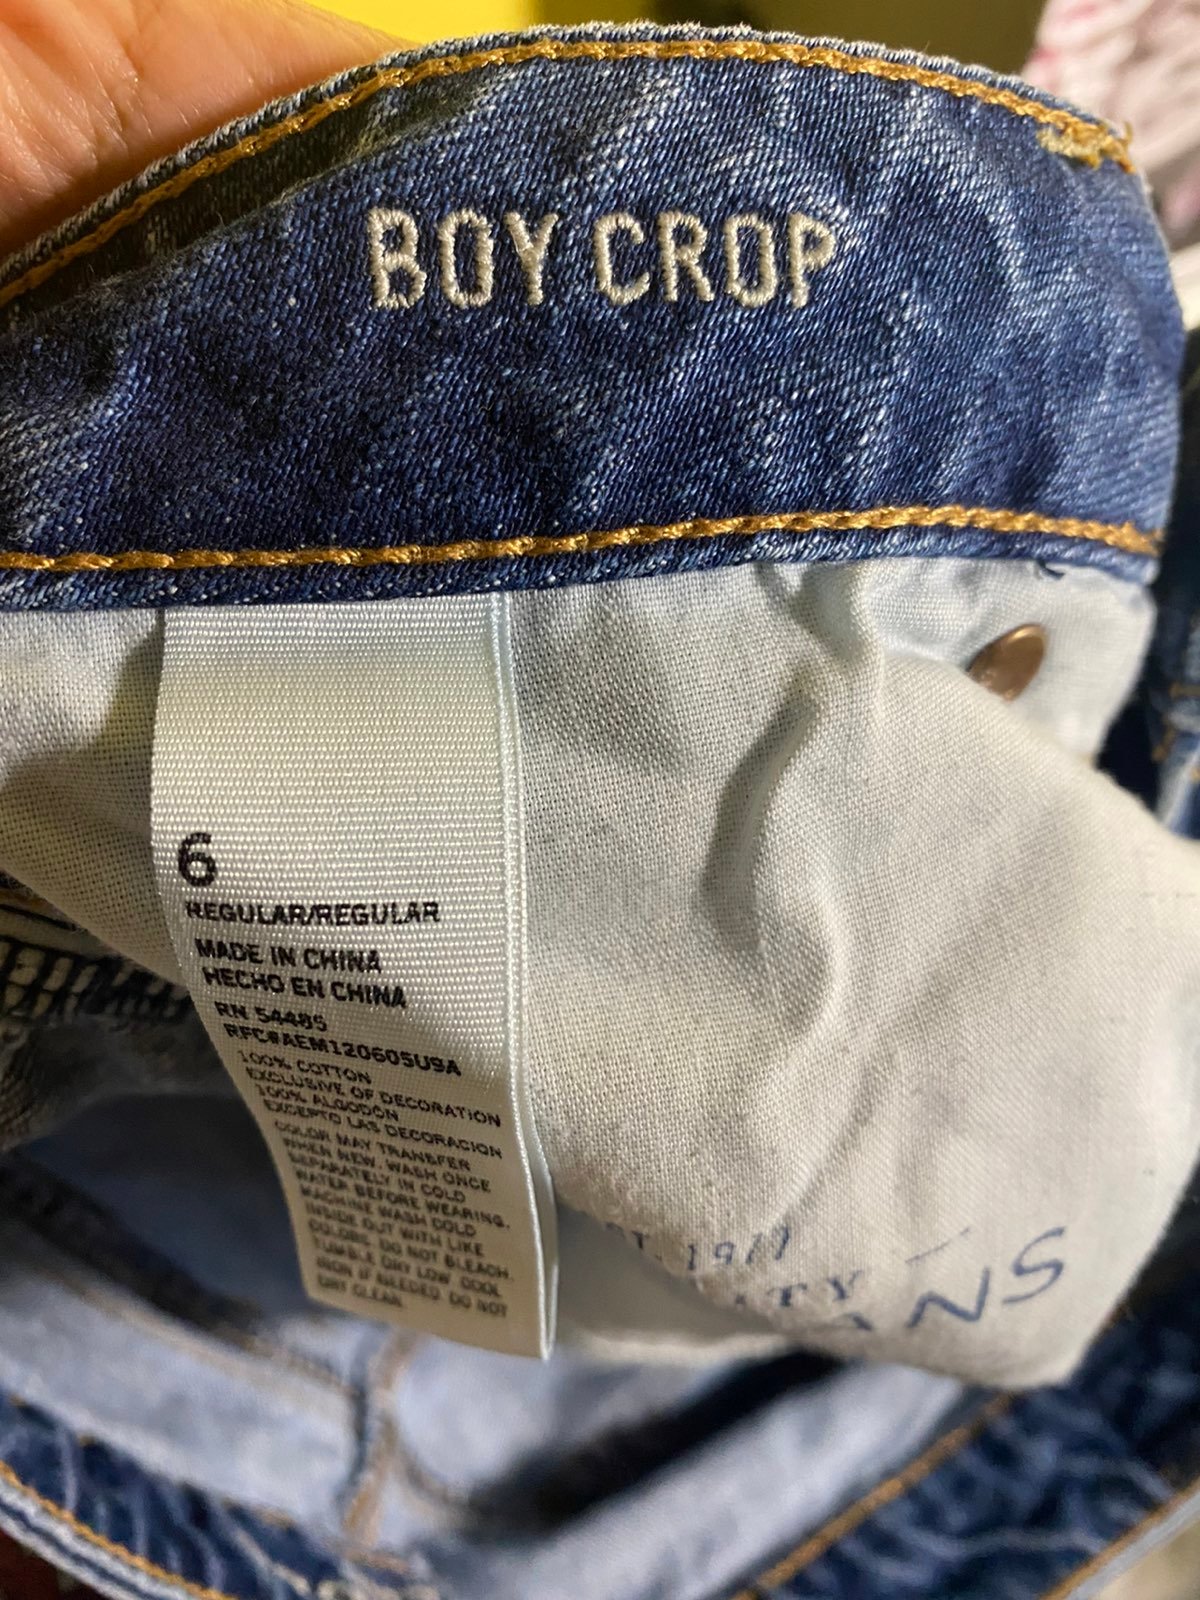 BOY CROP
6
REGULAR/REGULAR
MADE IN CHINA
HECHO EN CHINA
RN 54485
RFC#AEM120605U9A
100% COTTON
EXCLUSIVE OF DECORATION
100% ALGODON
EXCEPTO LAS DECORACION
COLOR MAY TRANSFER
WHEN NEW. WASH ONCE
SEPARATELY IN COLD
WATER BEFORE WEARING.
MACHINE WASH COLD
INSIDE OUT WITH LIKE
COLORS. DO NOT BLEACH.
TUMBLE DRY LOW. COOL
IRON IF NEEDED. DO NOT
DRY CLEAN.